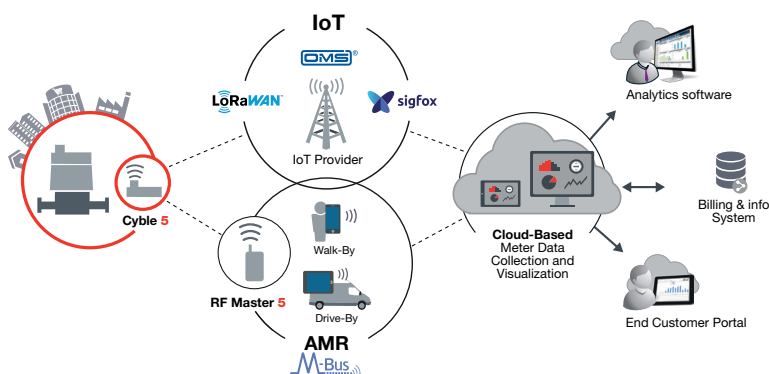 IoT
OMS®
LoRaWAN™
sigfox
IoT Provider
Cyble 5
Walk-By
RF Master 5
Drive-By
AMR
M-Bus
Cloud-Based
Meter Data
Collection and
Visualization
Analytics software
Billing & info
System
End Customer Portal